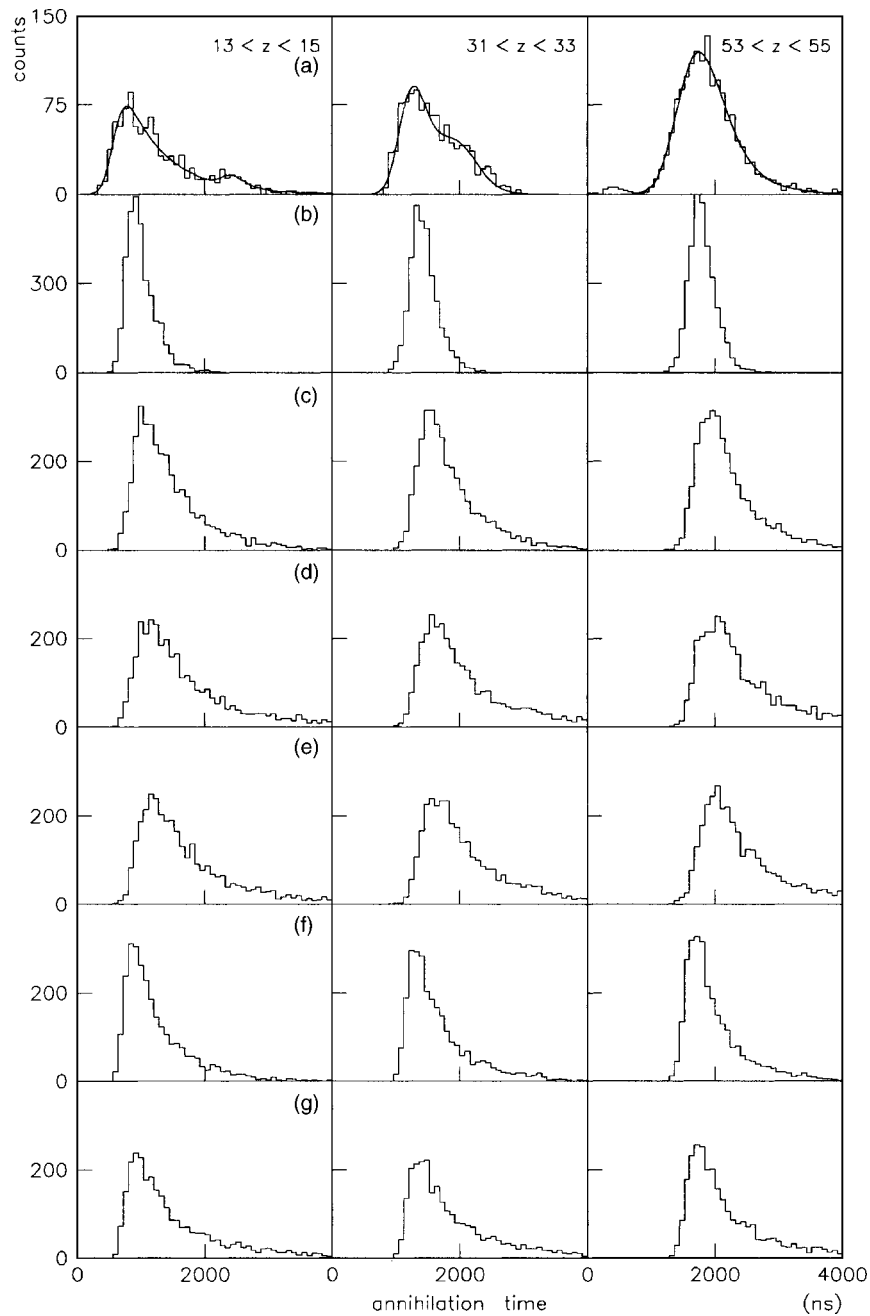 counts
150
75
0
13 < z < 15
31 < z < 33
53 < z < 55
(a)
300
0
(b)
200
0
(c)
200
0
(d)
200
0
(e)
200
0
(f)
200
0
(g)
0 2000 0 2000 0 2000 4000
annihilation time (ns)